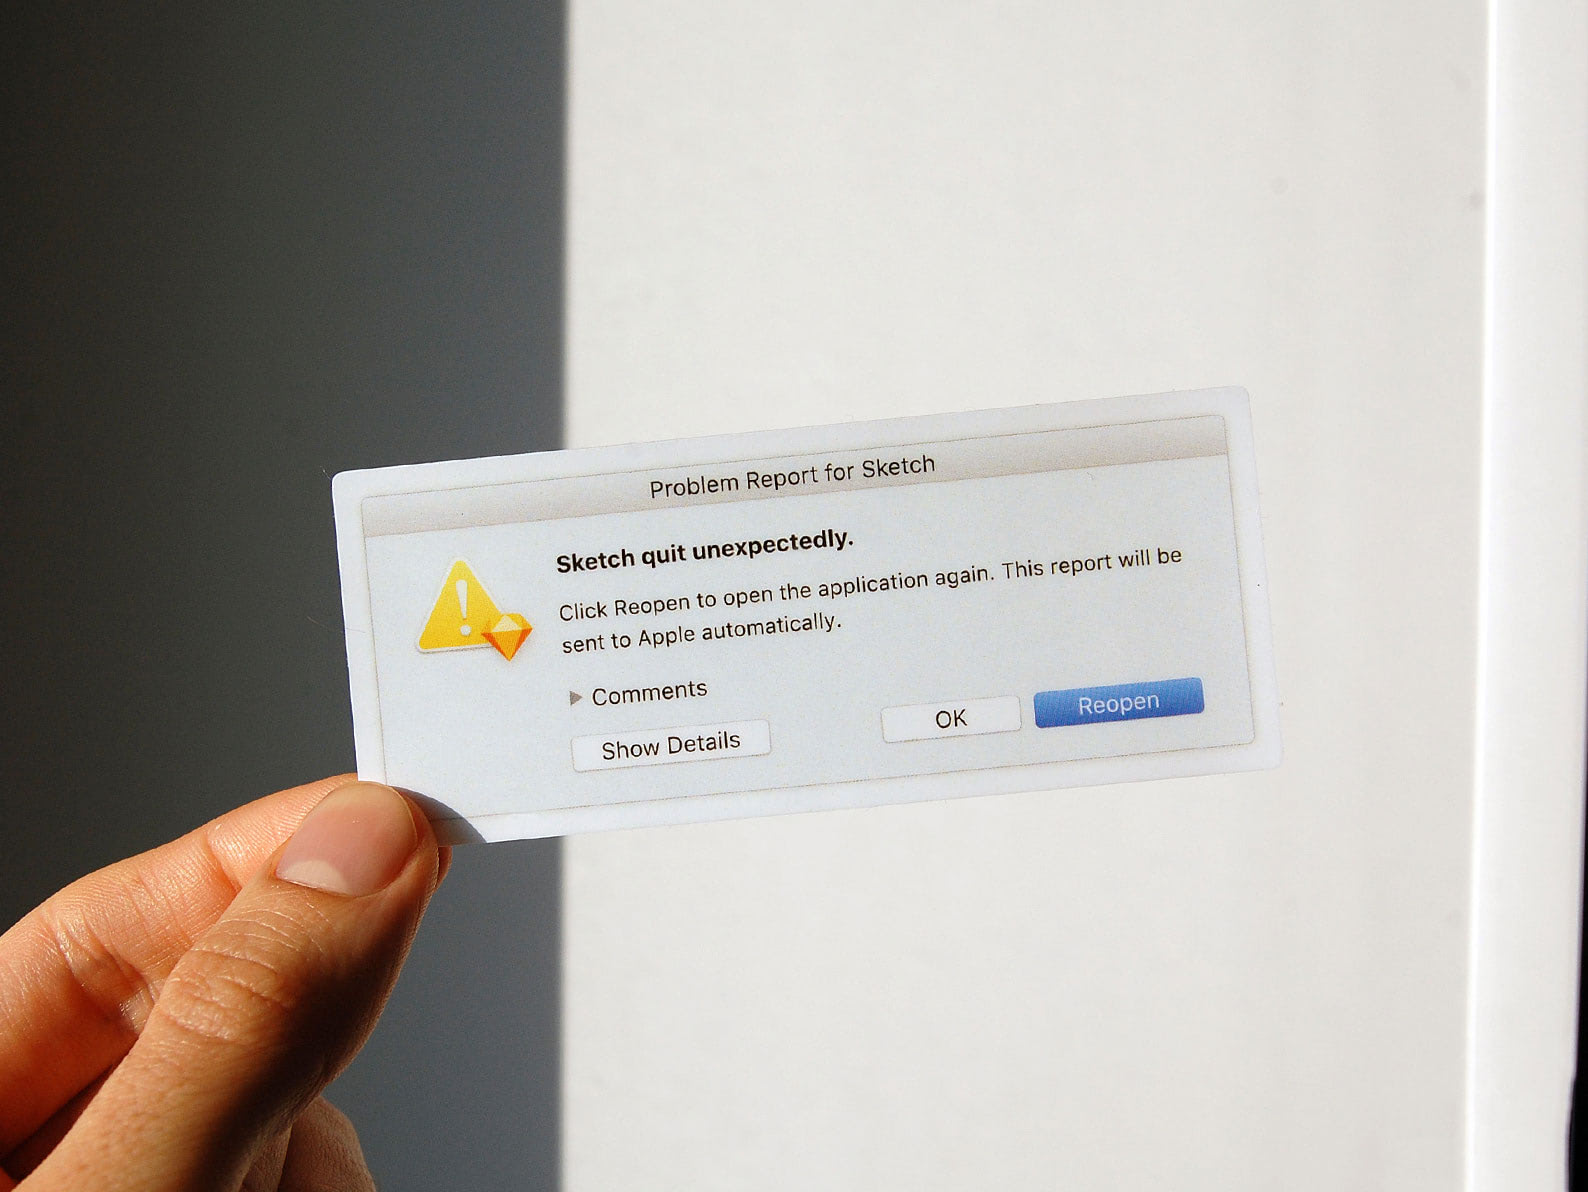 Problem Report for Sketch
Sketch quit unexpectedly.
Click Reopen to open the application again. This report will be
sent to Apple automatically.
Comments
Show Details
OK
Reopen